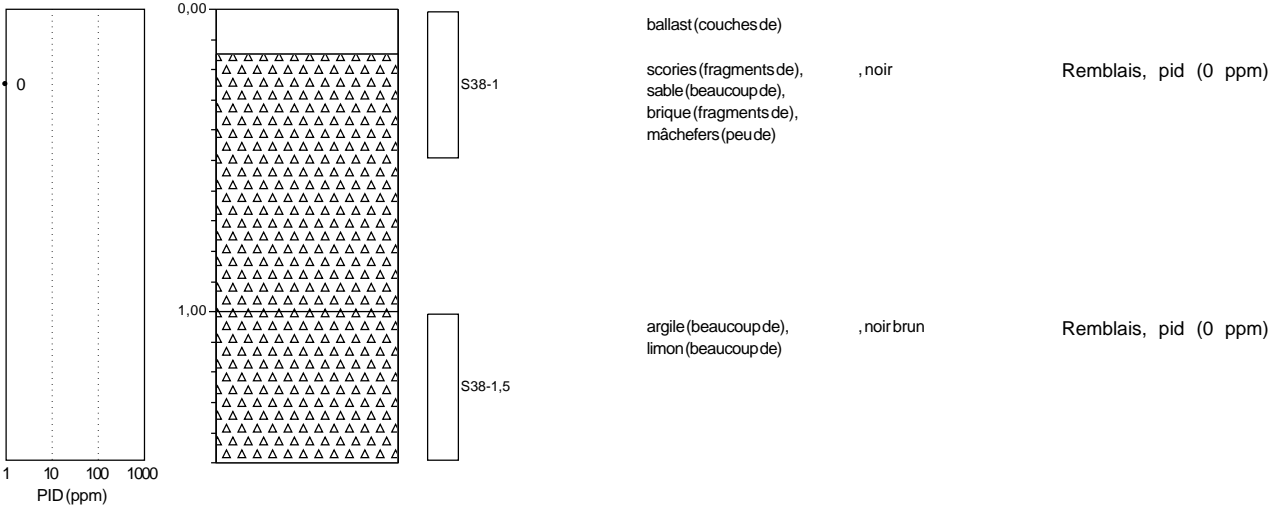 0,00
ballast (couches de)
0
S38-1
scories (fragments de), , noir Remblais, pid (0 ppm)
sable (beaucoup de),
brique (fragments de),
mâchefers (peu de)
1,00
argile (beaucoup de), , noir brun Remblais, pid (0 ppm)
limon (beaucoup de)
S38-1,5
1 10 100 1000
PID (ppm)